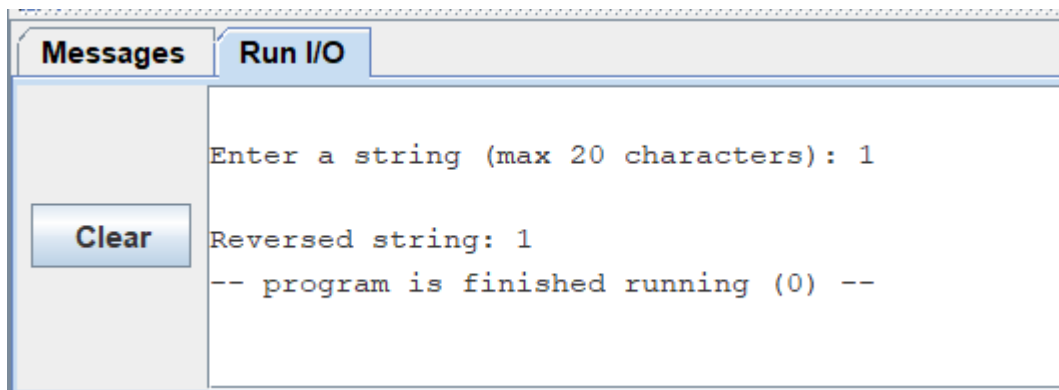 Messages Run I/O
Enter a string (max 20 characters): 1
Clear
Reversed string: 1
-- program is finished running (0) --